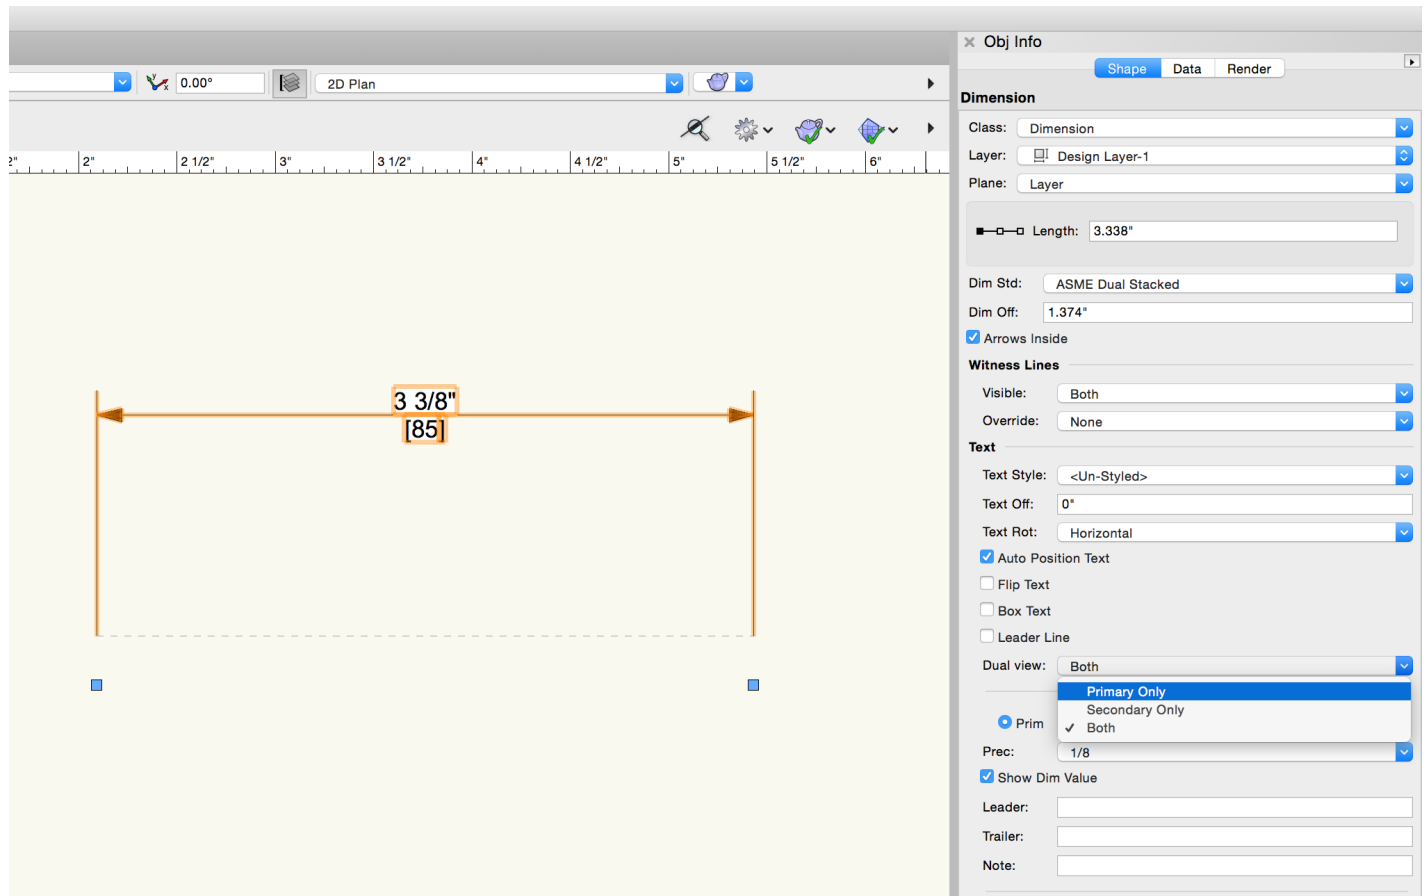 Obj Info
Shape Data Render
0.00°
2D Plan
Dimension
Class: Dimension
Layer: Design Layer-1
Plane: Layer
2" 2" 2 1/2" 3" 3 1/2" 4" 4 1/2" 5" 5 1/2" 6"
Length: 3.338"
Dim Std: ASME Dual Stacked
Dim Off: 1.374"
Arrows Inside
Witness Lines
Visible: Both
Override: None
3 3/8"
[85]
Text
Text Style: <Un-Styled>
Text Off: 0"
Text Rot: Horizontal
Auto Position Text
Flip Text
Box Text
Leader Line
Dual view: Both
Primary Only
Secondary Only
✓ Both
Prim
Prec: 1/8
Show Dim Value
Leader:
Trailer:
Note: